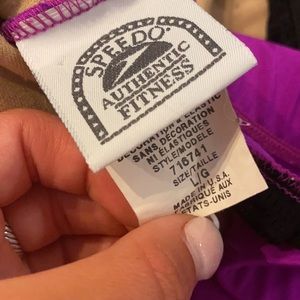 SPEEDO
AUTHENTIC
FITNESS
DECORATION & ELASTIC
SANS DECORATION
NI ELASTIQUES
STYLE/MODELE
716741
SIZE/TAILLE
L/G
MADE IN U.S.A.
FABRIQUE AUX
ETATS-UNIS